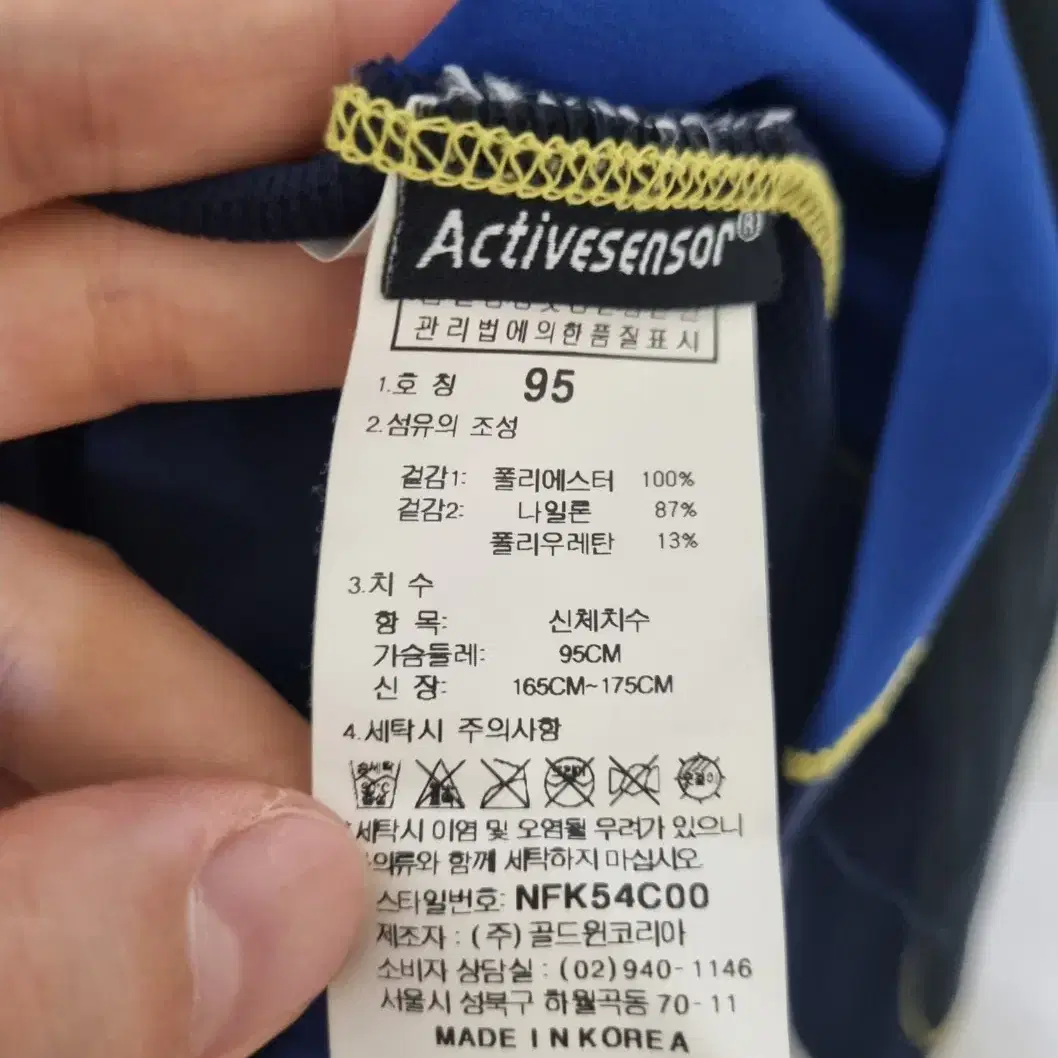 Activesensor®
관리법에의한품질표시
1.호 칭 95
2.섬유의 조성
겉감1: 폴리에스터 100%
겉감2: 나일론 87%
폴리우레탄 13%
3.치 수
항 목: 신체치수
가슴둘레: 95CM
신 장: 165CM~175CM
4.세탁시 주의사항
세탁시 이염 및 오염될 우려가 있으니
의류와 함께 세탁하지 마십시오
스타일번호: NFK54C00
제조자 : (주)골드윈코리아
소비자 상담실 : (02)940-1146
서울시 성북구 하월곡동 70-11
MADE IN KOREA